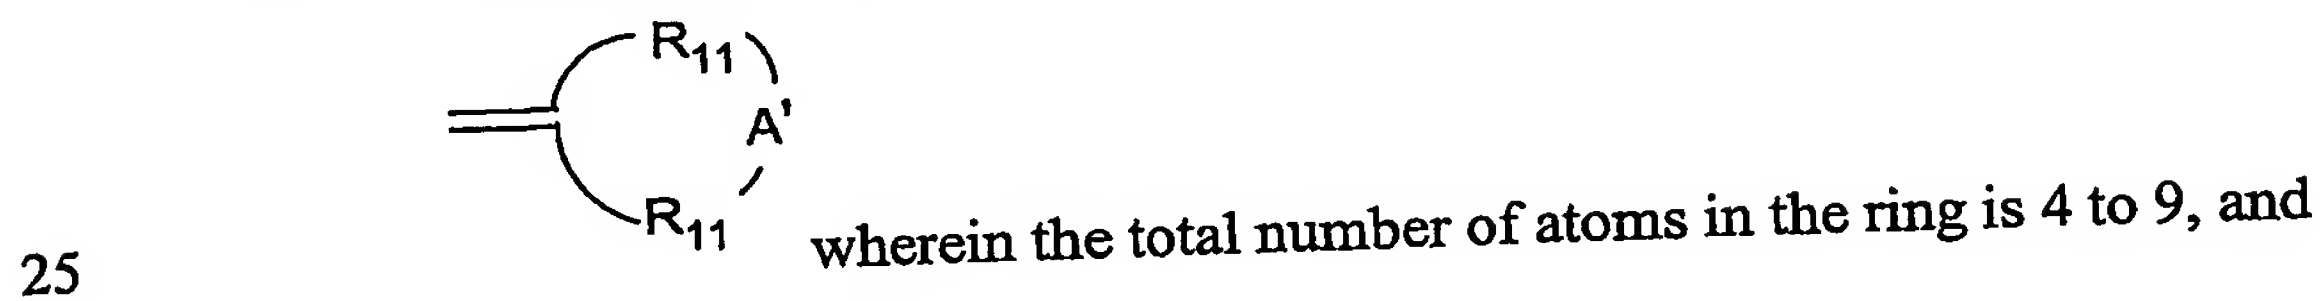 R11
A'
R11
25 wherein the total number of atoms in the ring is 4 to 9, and